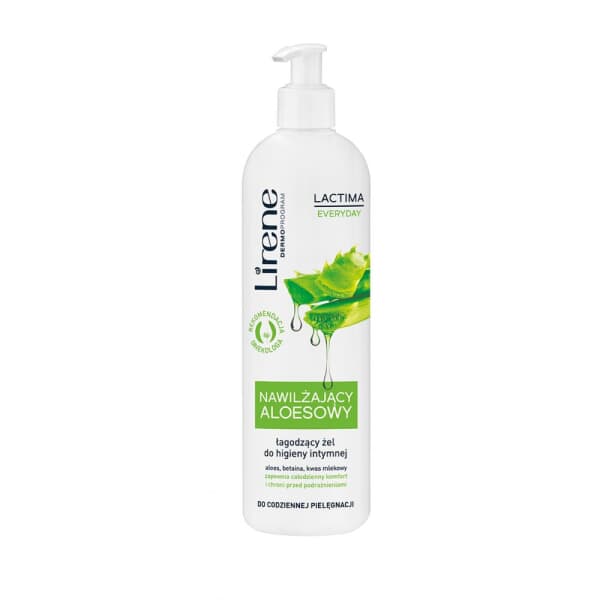 Lirene
DERMOPROGRAM
LACTIMA
EVERYDAY
REKOMENDACJA
GINEKOLOGA
NAWILŻAJĄCY
ALOESOWY
łagodzący żel
do higieny intymnej
aloes, betaina, kwas mlekowy
zapewnia całodzienny komfort
i chroni przed podrażnieniami
DO CODZIENNEJ PIELĘGNACJI